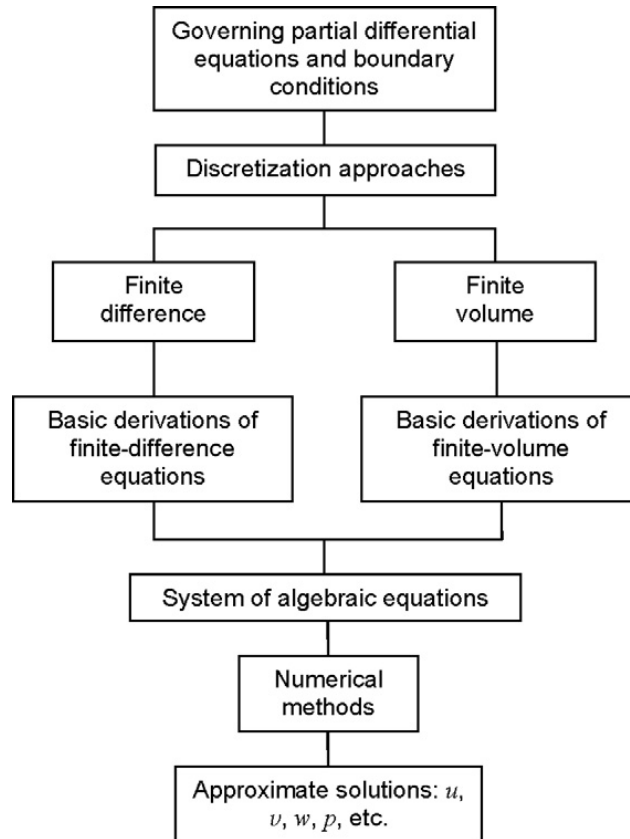 Governing partial differential
equations and boundary
conditions
Discretization approaches
Finite
difference
Finite
volume
Basic derivations of
finite-difference
equations
Basic derivations of
finite-volume
equations
System of algebraic equations
Numerical
methods
Approximate solutions: u,
υ, w, p, etc.